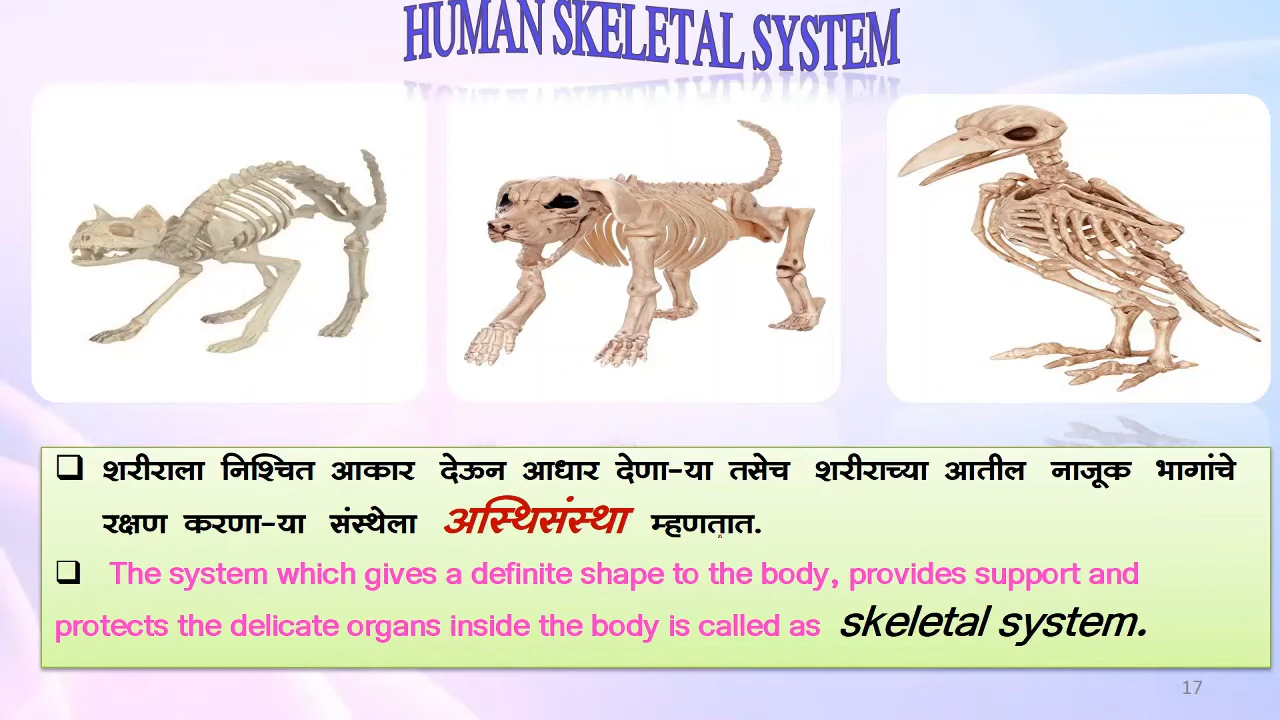 HUMAN SKELETAL SYSTEM
❑ शरीराला निश्चित आकार देऊन आधार देणा-या तसेच शरीराच्या आतील नाजूक भागांचे
रक्षण करणा-या संस्थेला अस्थिसंस्था म्हणतात.
❑ The system which gives a definite shape to the body, provides support and
protects the delicate organs inside the body is called as skeletal system.
17